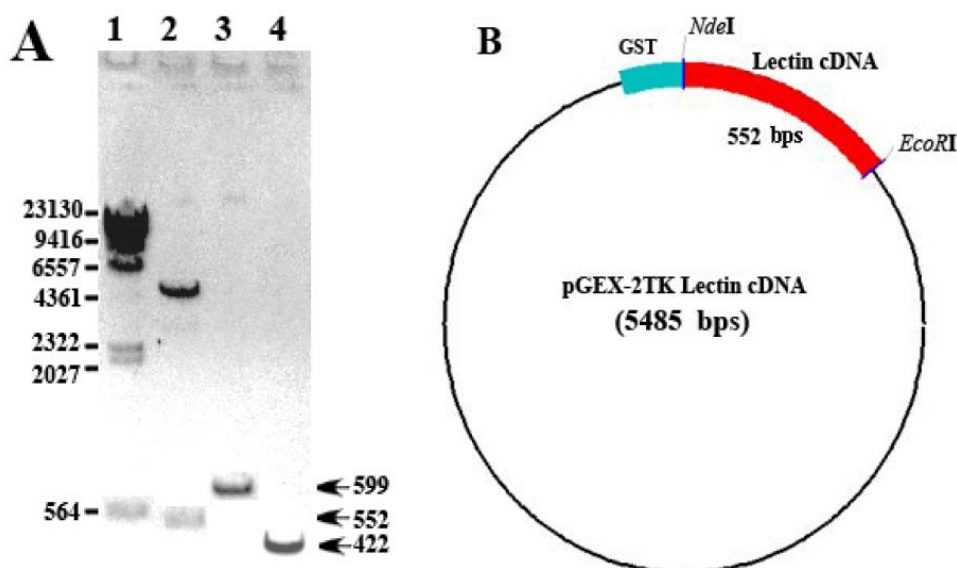 A
1 2 3 4
23130
9416
6557
4361
2322
2027
564
599
552
422
B
GST
NdeI
Lectin cDNA
552 bps
EcoRI
pGEX-2TK Lectin cDNA
(5485 bps)